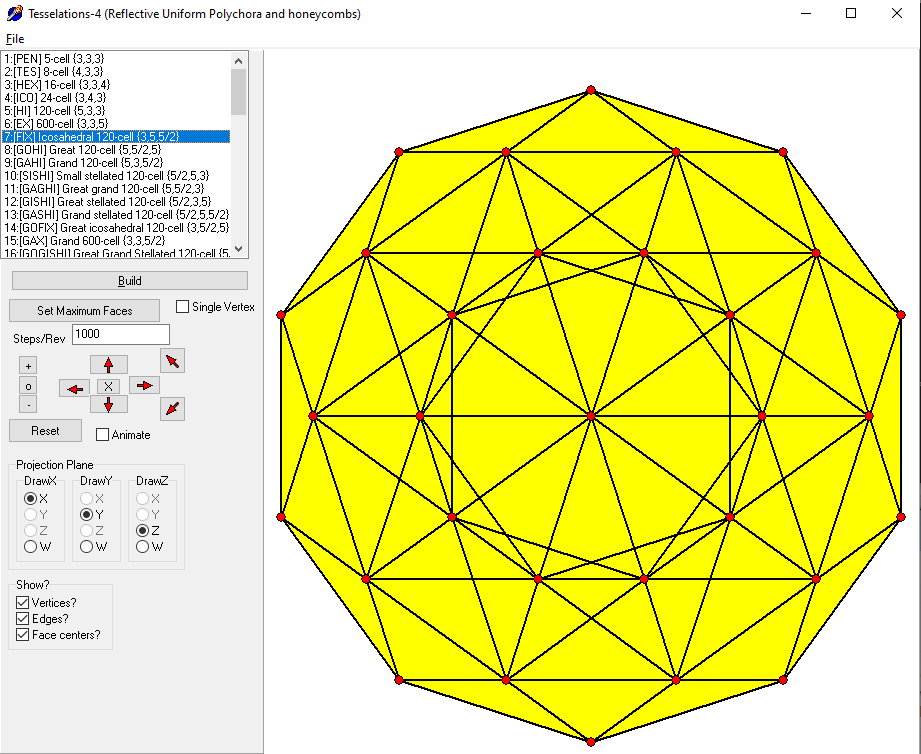 Tesselations-4 (Reflective Uniform Polychora and honeycombs)
File
1:[PEN] 5-cell {3,3,3}
2:[TES] 8-cell {4,3,3}
3:[HEX] 16-cell {3,3,4}
4:[ICO] 24-cell {3,4,3}
5:[HI] 120-cell {5,3,3}
6:[EX] 600-cell {3,3,5}
7:[FIX] Icosahedral 120-cell {3,5,5/2}
8:[GOHI] Great 120-cell {5,5/2,5}
9:[GAHI] Grand 120-cell {5,3,5/2}
10:[SISHI] Small stellated 120-cell {5/2,5,3}
11:[GAGHI] Great grand 120-cell {5,5/2,3}
12:[GISHI] Great stellated 120-cell {5/2,3,5}
13:[GASHI] Grand stellated 120-cell {5/2,5,5/2}
14:[GOFIX] Great icosahedral 120-cell {3,5/2,5}
15:[GAX] Grand 600-cell {3,3,5/2}
16:[GOGISHI] Great Grand Stellated 120-cell {5.
Build
Set Maximum Faces
Single Vertex
Steps/Rev 1000
+
o
X
-
Reset
Animate
Projection Plane
DrawX DrawY DrawZ
X X X
Y Y Y
Z Z Z
W W W
Show?
Vertices?
Edges?
Face centers?